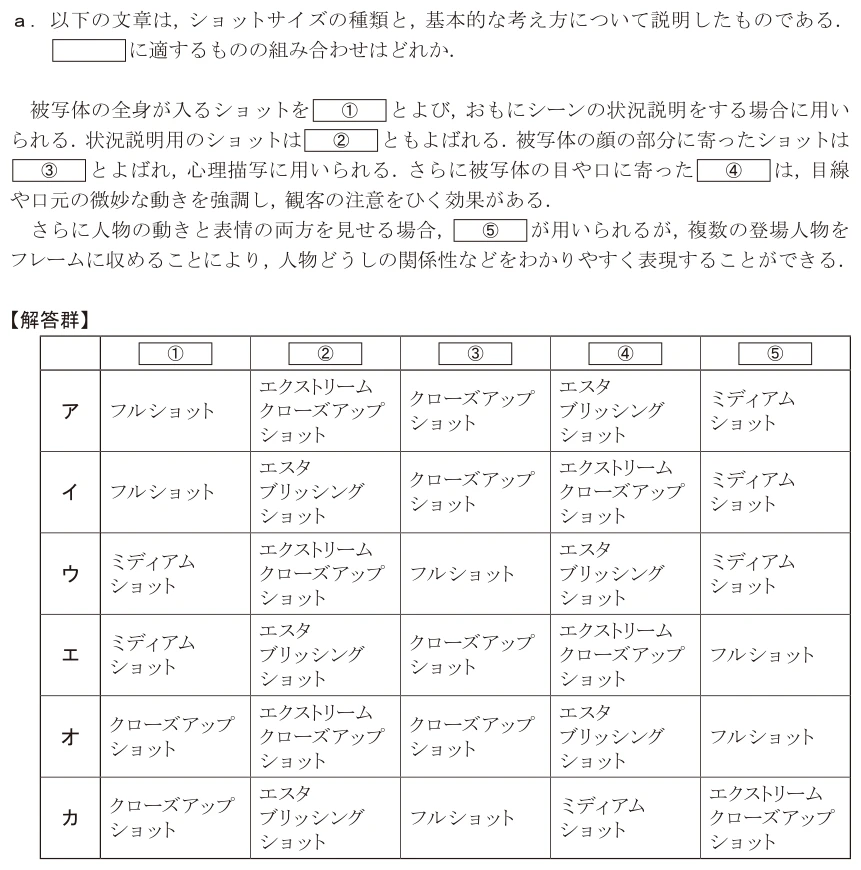 a．以下の文章は，ショットサイズの種類と，基本的な考え方について説明したものである．
に適するものの組み合わせはどれか．
被写体の全身が入るショットを ① とよび，おもにシーンの状況説明をする場合に用い
られる．状況説明用のショットは ② ともよばれる．被写体の顔の部分に寄ったショットは
③ とよばれ，心理描写に用いられる．さらに被写体の目や口に寄った ④ は，目線
や口元の微妙な動きを強調し，観客の注意をひく効果がある．
さらに人物の動きと表情の両方を見せる場合， ⑤ が用いられるが，複数の登場人物を
フレームに収めることにより，人物どうしの関係性などをわかりやすく表現することができる．
【解答群】
① ② ③ ④ ⑤
ア
フルショット
エクストリーム
クローズアップ
ショット
クローズアップ
ショット
エスタ
ブリッシング
ショット
ミディアム
ショット
イ
フルショット
エスタ
ブリッシング
ショット
クローズアップ
ショット
エクストリーム
クローズアップ
ショット
ミディアム
ショット
ウ
ミディアム
ショット
エクストリーム
クローズアップ
ショット
フルショット
エスタ
ブリッシング
ショット
ミディアム
ショット
エ
ミディアム
ショット
エスタ
ブリッシング
ショット
クローズアップ
ショット
エクストリーム
クローズアップ
ショット
フルショット
オ
クローズアップ
ショット
エクストリーム
クローズアップ
ショット
クローズアップ
ショット
エスタ
ブリッシング
ショット
フルショット
カ
クローズアップ
ショット
エスタ
ブリッシング
ショット
フルショット
ミディアム
ショット
エクストリーム
クローズアップ
ショット